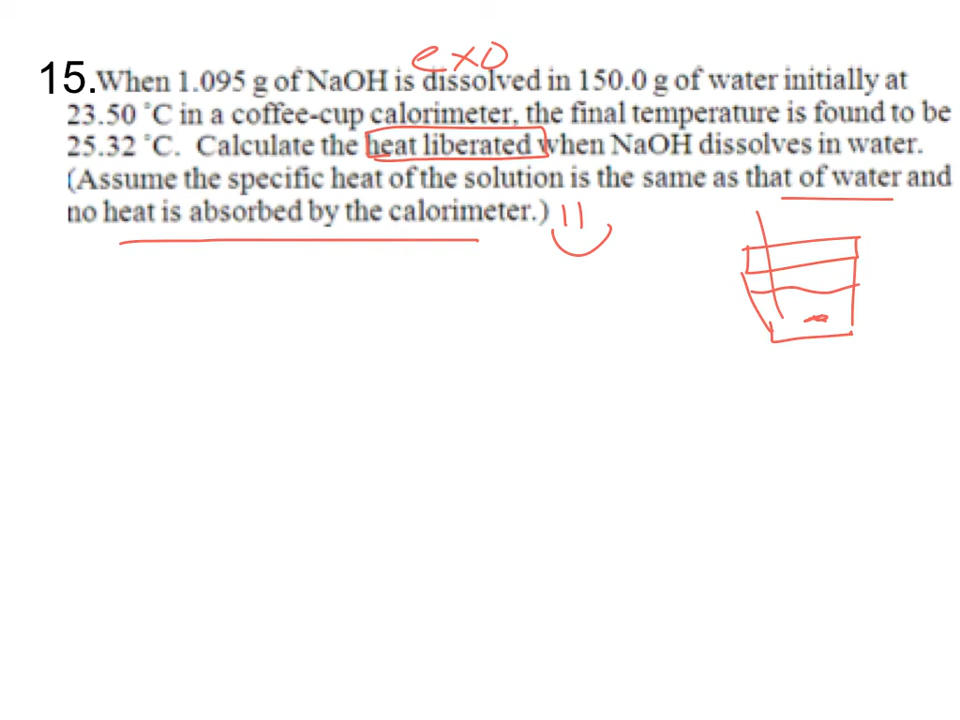 exo
15.When 1.095 g of NaOH is dissolved in 150.0 g of water initially at
23.50 °C in a coffee-cup calorimeter, the final temperature is found to be
25.32 °C.  Calculate the heat liberated when NaOH dissolves in water.
(Assume the specific heat of the solution is the same as that of water and
no heat is absorbed by the calorimeter.)